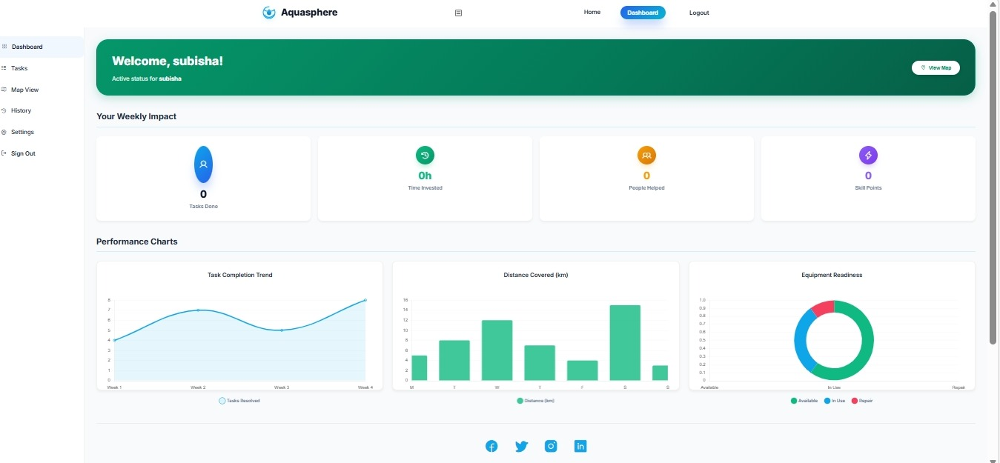 Aquasphere
Home
Dashboard
Logout
Dashboard
Tasks
Map View
History
Settings
Sign Out
Welcome, subisha!
Active status for subisha
View Map
Your Weekly Impact
0
Tasks Done
0h
Time Invested
0
People Helped
0
Skill Points
Performance Charts
Task Completion Trend
8
7
6
5
4
3
2
1
0
Week 1 Week 2 Week 3 Week 4
Tasks Resolved
Distance Covered (km)
16
14
12
10
8
6
4
2
0
M T W T F S S
Distance (km)
Equipment Readiness
1.0
0.9
0.8
0.7
0.6
0.5
0.4
0.3
0.2
0.1
0
Available In Use Repair
Available In Use Repair